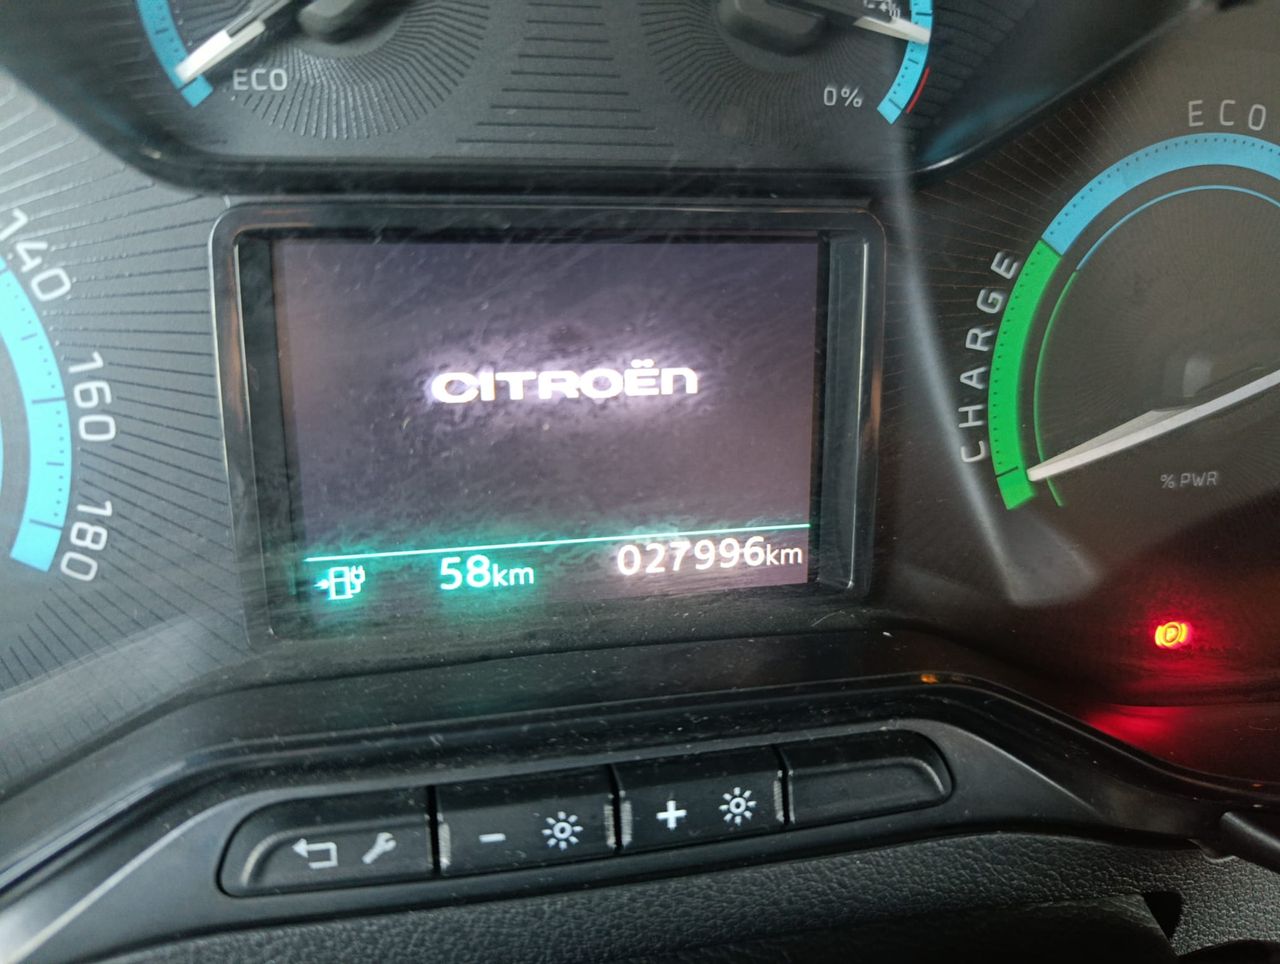 ECO
0%
ECO
140
160
180
CHARGE
% PWR
CITROËn
58km
027996km